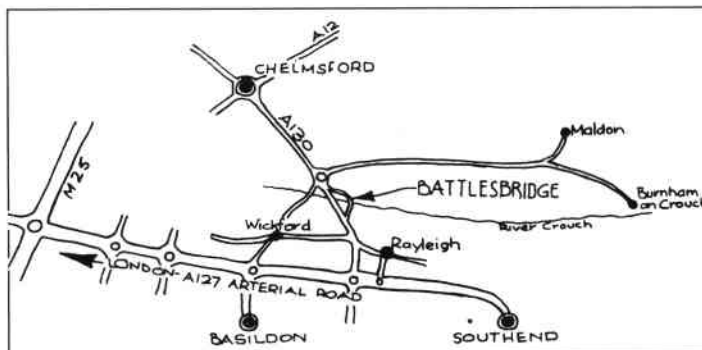 A12
CHELMSFORD
A130
Maldon
M25
BATTLESBRIDGE
Burnham
on Crouch
Wickford
River Crouch
Rayleigh
LONDON-A127 ARTERIAL ROAD
BASILDON
SOUTHEND